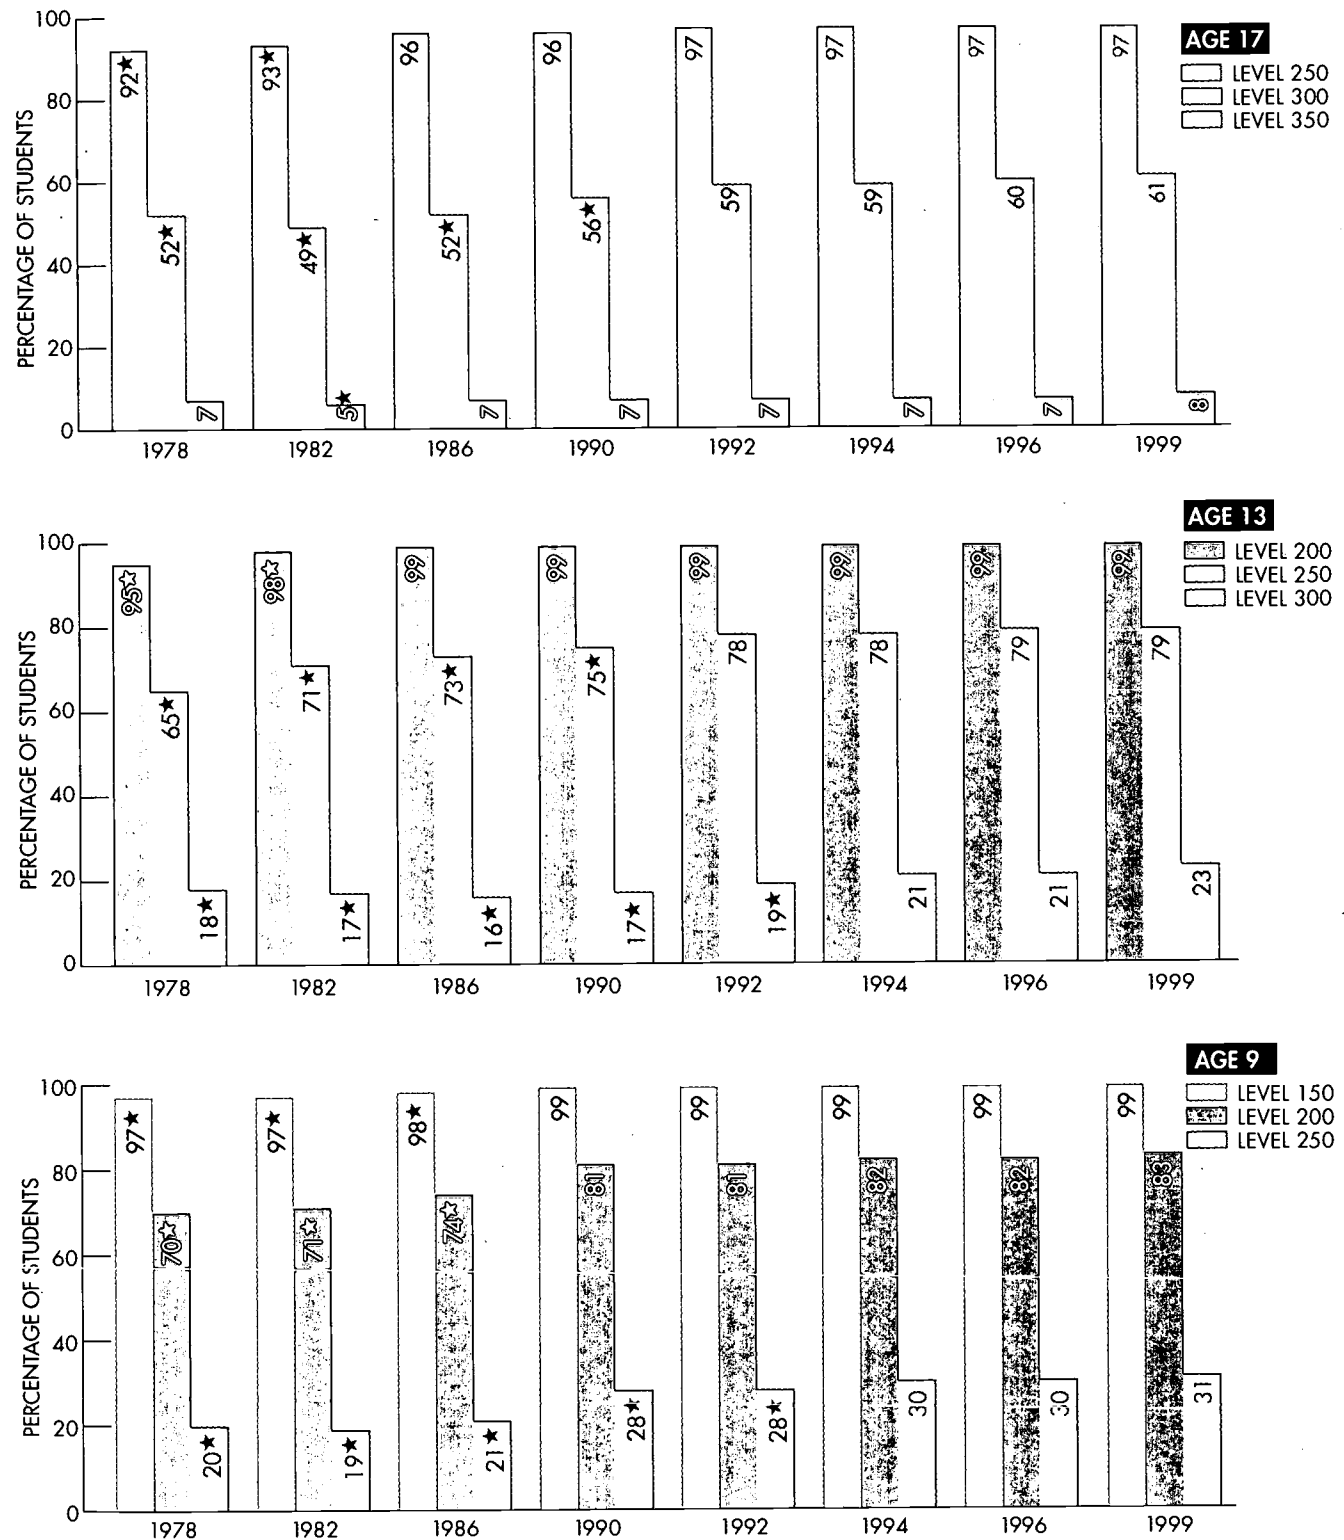 100
80
60
40
20
0
PERCENTAGE OF STUDENTS
AGE 17
LEVEL 250
LEVEL 300
LEVEL 350
92★ 52★ 7
93★ 49★ 5★
96 52★ 7
96 56★ 7
97 59 7
97 59 7
97 60 7
97 61 8
1978 1982 1986 1990 1992 1994 1996 1999
100
80
60
40
20
0
PERCENTAGE OF STUDENTS
AGE 13
LEVEL 200
LEVEL 250
LEVEL 300
95☆ 65★ 18★
98☆ 71★ 17★
99 73★ 16★
99 75★ 17★
99 78 19★
99 78 21
99 79 21
99 79 23
1978 1982 1986 1990 1992 1994 1996 1999
100
80
60
40
20
0
PERCENTAGE OF STUDENTS
AGE 9
LEVEL 150
LEVEL 200
LEVEL 250
97★ 70☆ 20★
97★ 71☆ 19★
98★ 74☆ 21★
99 81 28★
99 81 28★
99 82 30
99 82 30
99 83 31
1978 1982 1986 1990 1992 1994 1996 1999